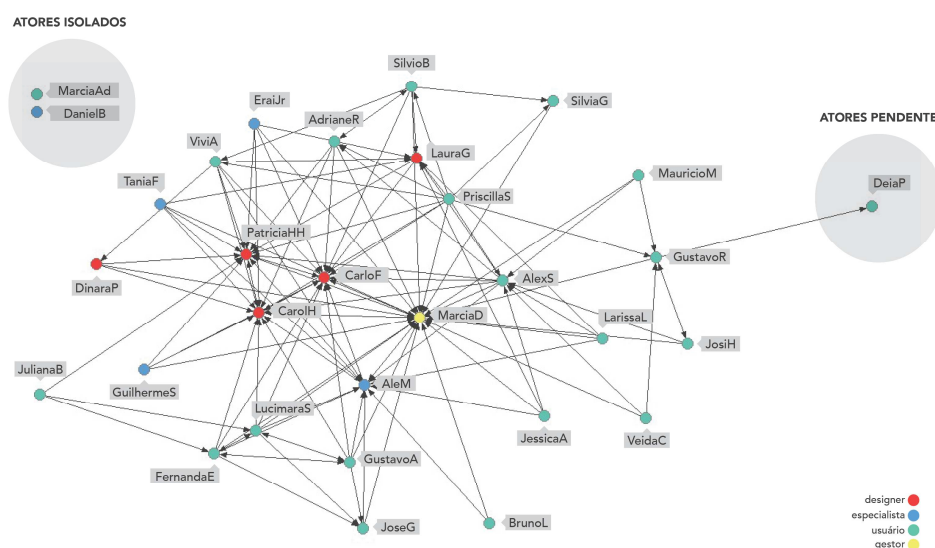 ATORES ISOLADOS
MarciaAd
DanielB
SilvioB
SilviaG
EraiJr
AdrianeR
ViviA
LauraG
ATORES PENDENTE
TaniaF
MauricioM
DeiaP
PriscillaS
PatriciaHH
GustavoR
DinaraP
CarloF
AlexS
CarolH
MarciaD
LarissaL
JosiH
JulianaB
GuilhermeS
AleM
LucimaraS
JessicaA
VeidaC
FernandaE
GustavoA
JoseG
BrunoL
designer
especialista
usuário
gestor